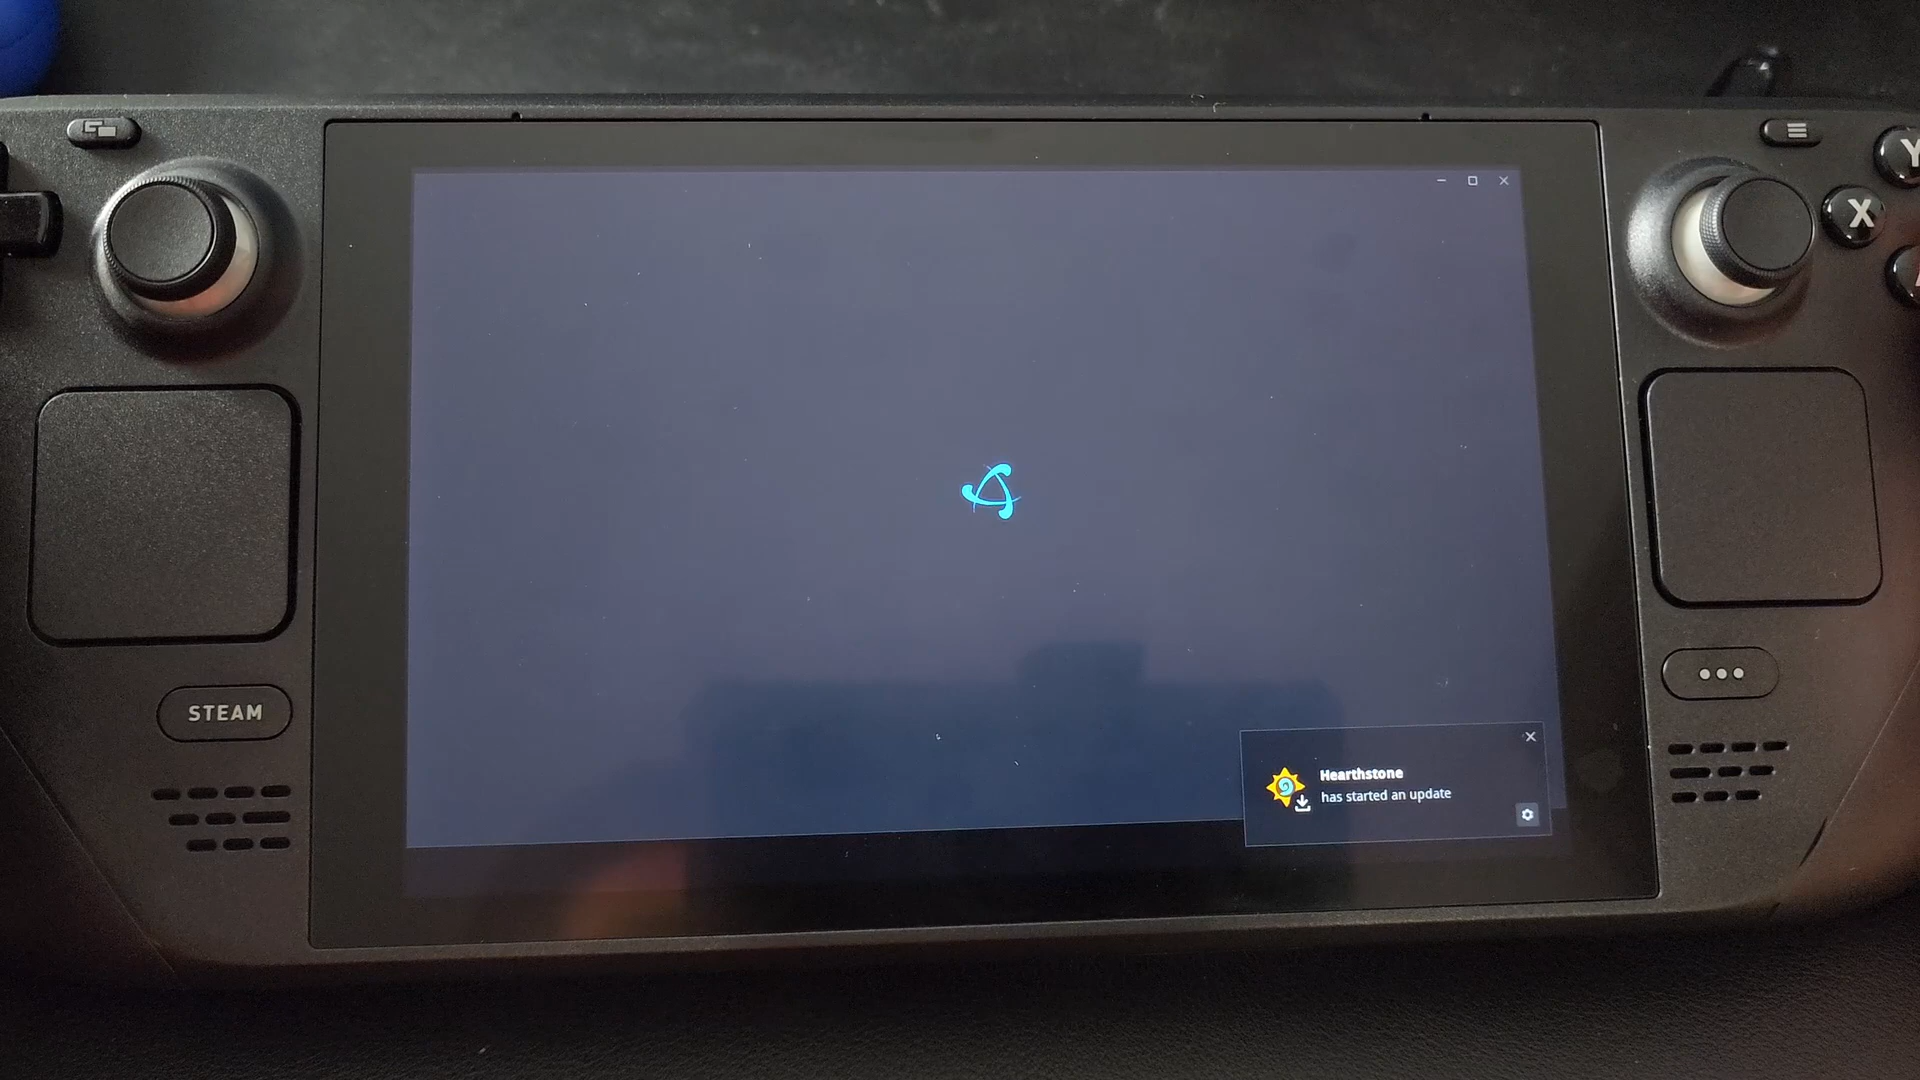 Y
X
STEAM
Hearthstone
has started an update